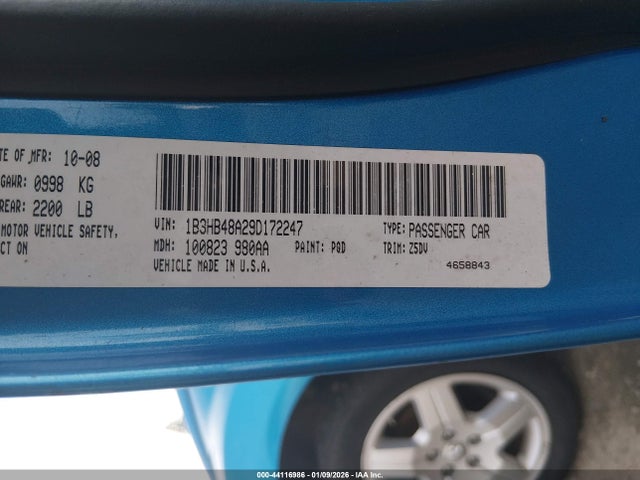 TE OF MFR: 10-08
GAWR: 0998 KG
REAR: 2200 LB
MOTOR VEHICLE SAFETY,
CT ON
VIN: 1B3HB48A29D172247 TYPE: PASSENGER CAR
MDH: 100823 980AA PAINT: PQD TRIM: Z5DV
VEHICLE MADE IN U.S.A.
4658843
000-44116986 - 01/09/2026 - IAA Inc.